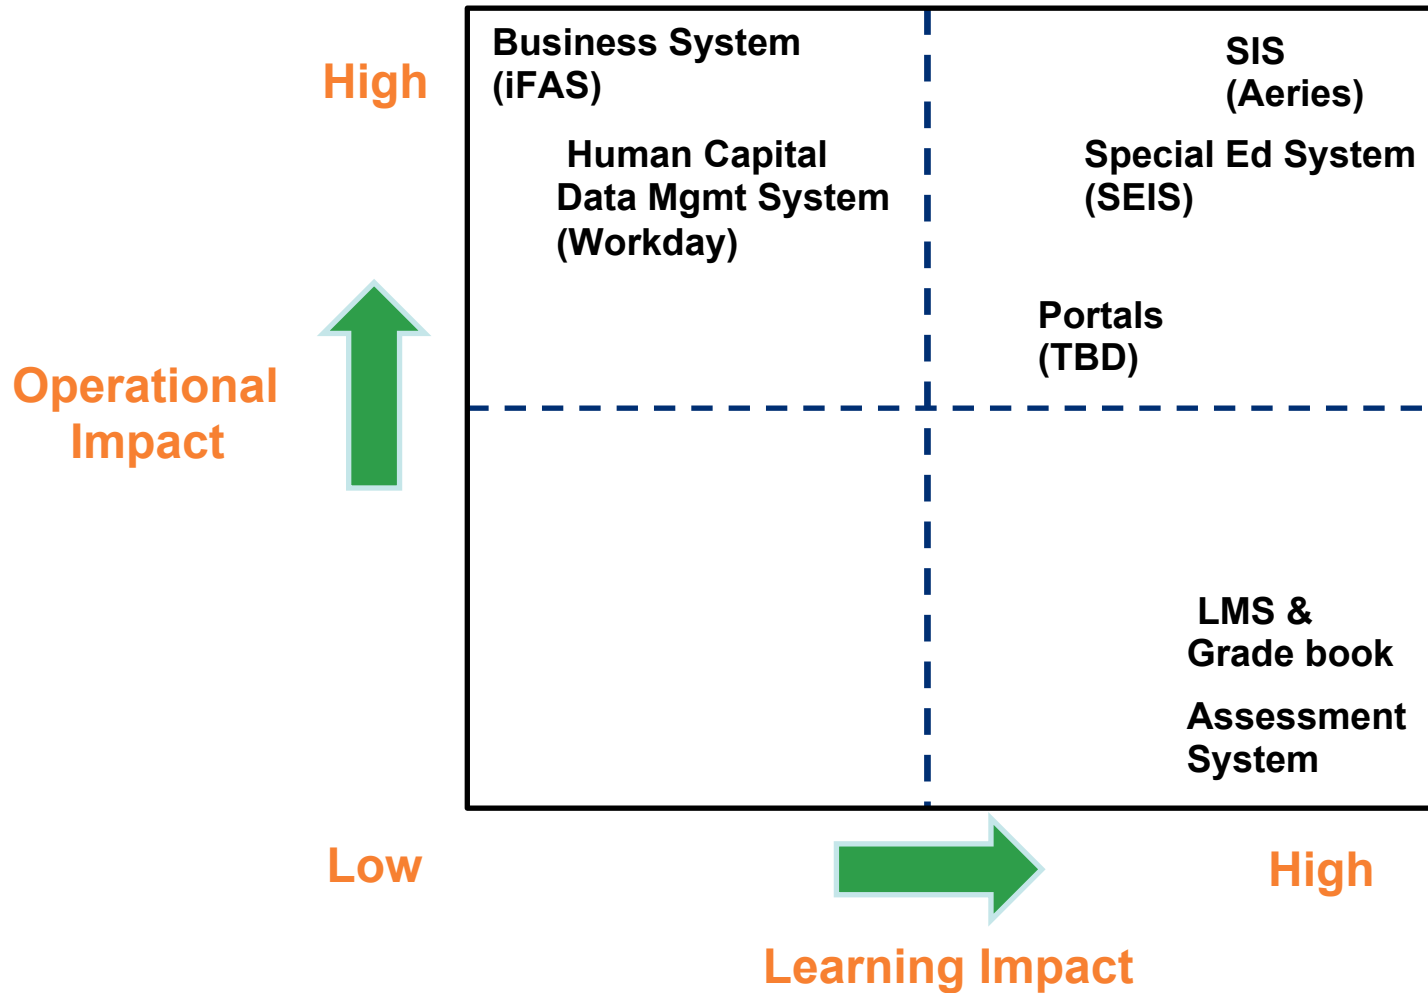 High
Business System
(iFAS)
Human Capital
Data Mgmt System
(Workday)
SIS
(Aeries)
Special Ed System
(SEIS)
Portals
(TBD)
Operational
Impact
LMS &
Grade book
Assessment
System
Low
High
Learning Impact